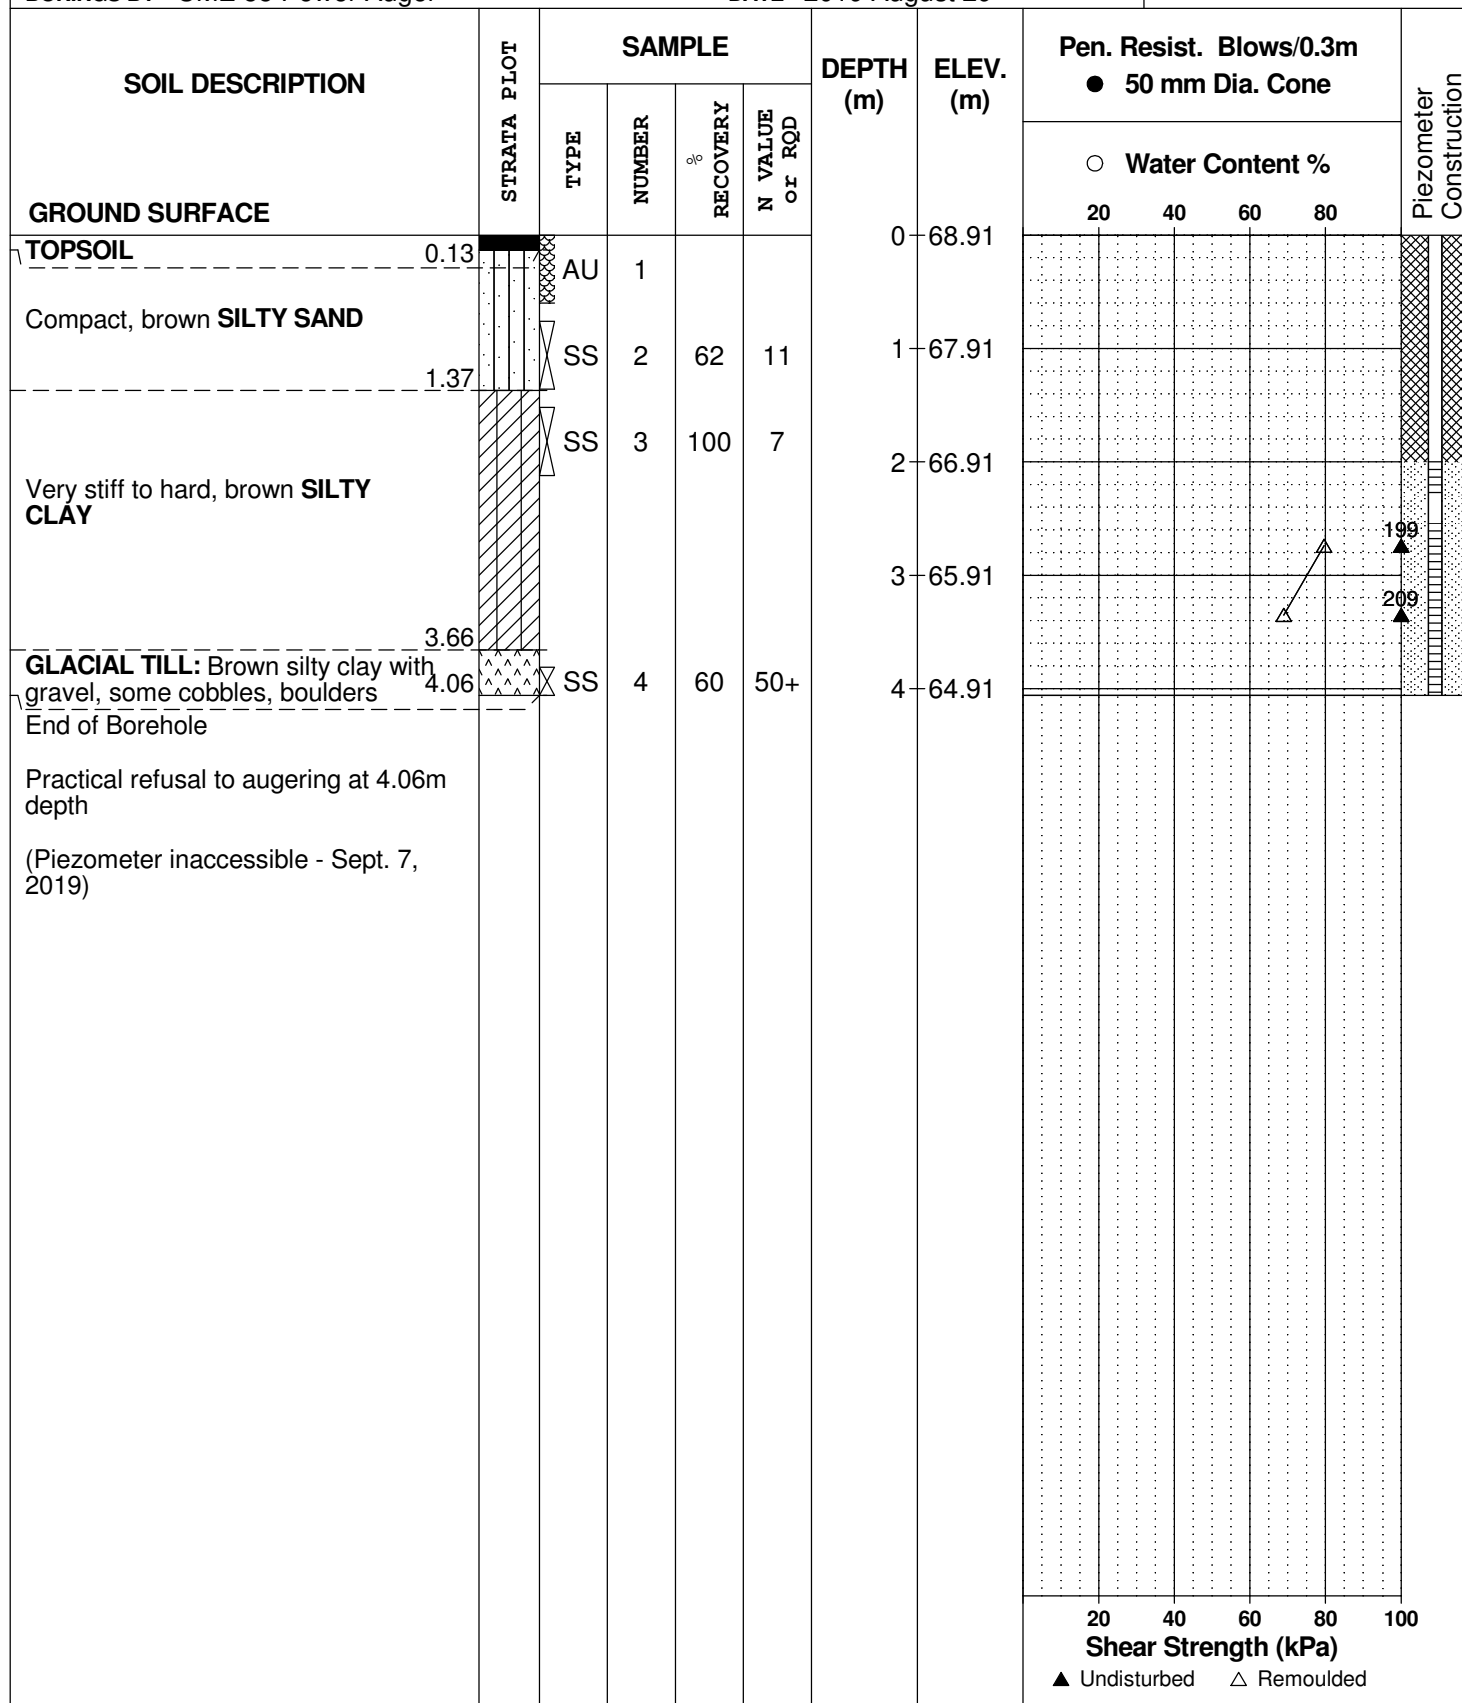 SOIL DESCRIPTION
GROUND SURFACE
STRATA PLOT
SAMPLE
TYPE
NUMBER
%
RECOVERY
N VALUE
or RQD
DEPTH
(m)
ELEV.
(m)
Pen. Resist. Blows/0.3m
● 50 mm Dia. Cone
○ Water Content %
20 40 60 80
Piezometer
Construction
TOPSOIL 0.13
0 68.91
AU 1
Compact, brown SILTY SAND
SS 2 62 11
1 67.91
1.37
SS 3 100 7
2 66.91
Very stiff to hard, brown SILTY
CLAY
199
3 65.91
209
3.66
GLACIAL TILL: Brown silty clay with
gravel, some cobbles, boulders 4.06
SS 4 60 50+
4 64.91
End of Borehole
Practical refusal to augering at 4.06m
depth
(Piezometer inaccessible - Sept. 7,
2019)
20 40 60 80 100
Shear Strength (kPa)
▲ Undisturbed △ Remoulded